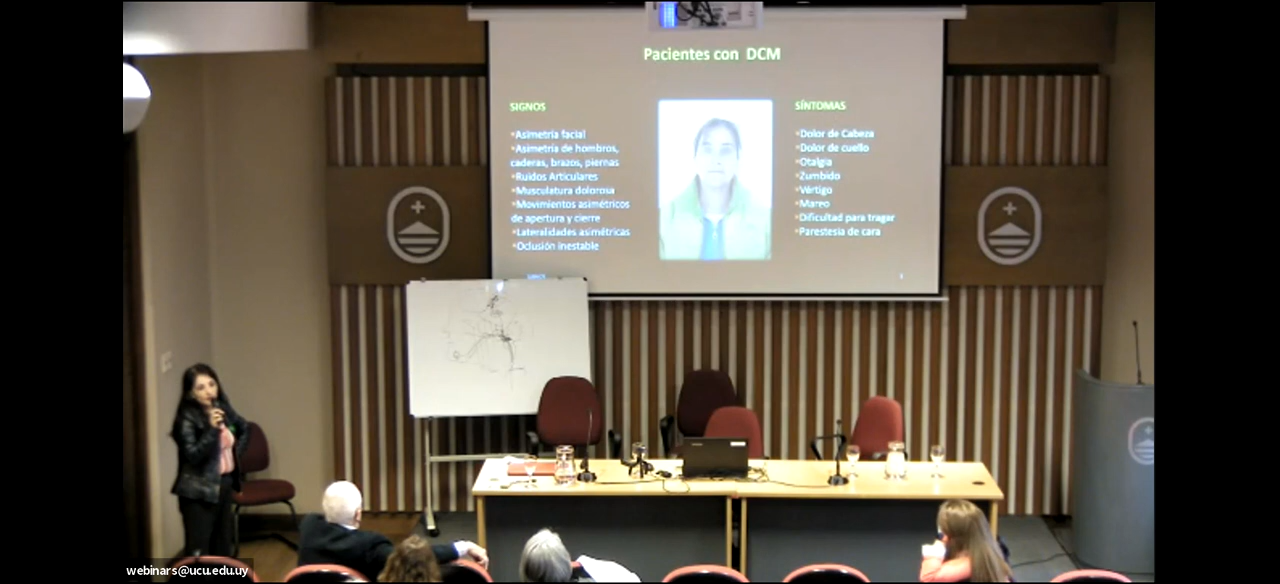 Pacientes con DCM
SIGNOS
Asimetría facial
Asimetría de hombros,
caderas, brazos, piernas
Ruidos Articulares
Musculatura dolorosa
Movimientos asimétricos
de apertura y cierre
Lateralidades asimétricas
Oclusión Inestable
SÍNTOMAS
Dolor de Cabeza
Dolor de cuello
Otalgia
Zumbido
Vértigo
Mareo
Dificultad para tragar
Parestesia de cara
webinars@ucu.edu.uy